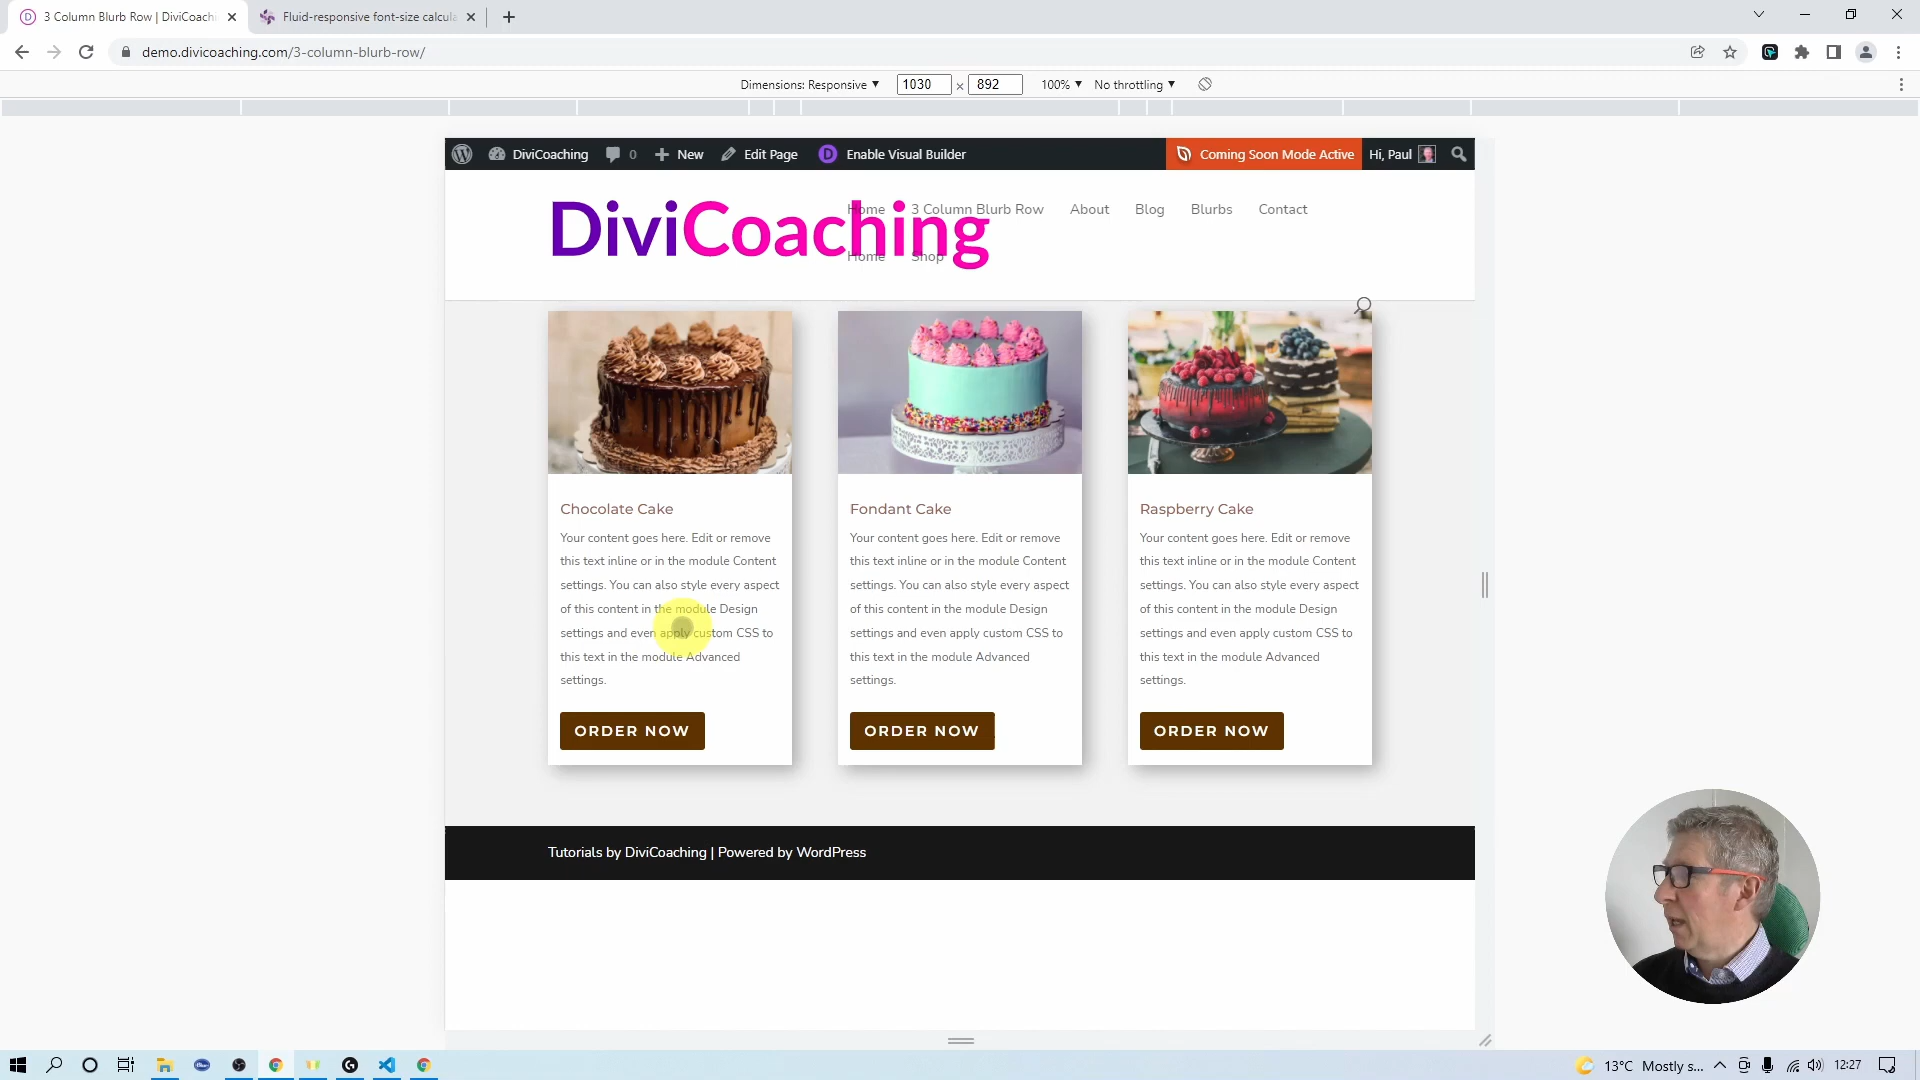 3 Column Blurb Row | DiviCoachi
Fluid-responsive font-size calcula
demo.divicoaching.com/3-column-blurb-row/
Dimensions: Responsive ▼ 1030 × 892 100% ▼ No throttling ▼
DiviCoaching 0 New Edit Page D Enable Visual Builder Coming Soon Mode Active Hi, Paul
DiviCoaching
Home 3 Column Blurb Row About Blog Blurbs Contact
Home Shop
Chocolate Cake
Your content goes here. Edit or remove
this text inline or in the module Content
settings. You can also style every aspect
of this content in the module Design
settings and even apply custom CSS to
this text in the module Advanced
settings.
ORDER NOW
Fondant Cake
Your content goes here. Edit or remove
this text inline or in the module Content
settings. You can also style every aspect
of this content in the module Design
settings and even apply custom CSS to
this text in the module Advanced
settings.
ORDER NOW
Raspberry Cake
Your content goes here. Edit or remove
this text inline or in the module Content
settings. You can also style every aspect
of this content in the module Design
settings and even apply custom CSS to
this text in the module Advanced
settings.
ORDER NOW
Tutorials by DiviCoaching | Powered by WordPress
13°C Mostly s... 12:27